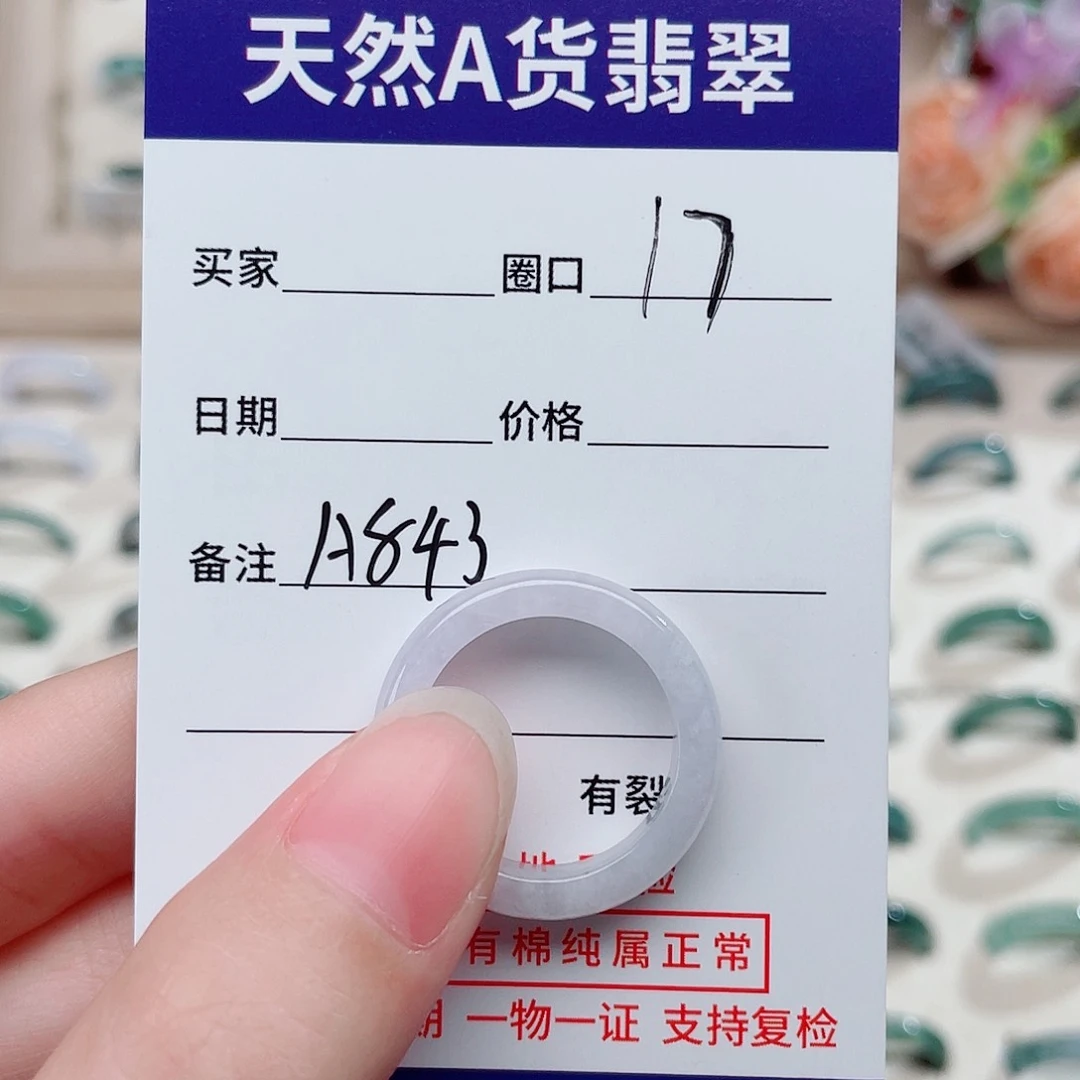 天然A货翡翠
买家 圈口 17
日期 价格
备注 A843
有裂
有棉纯属正常
期 一物一证 支持复检